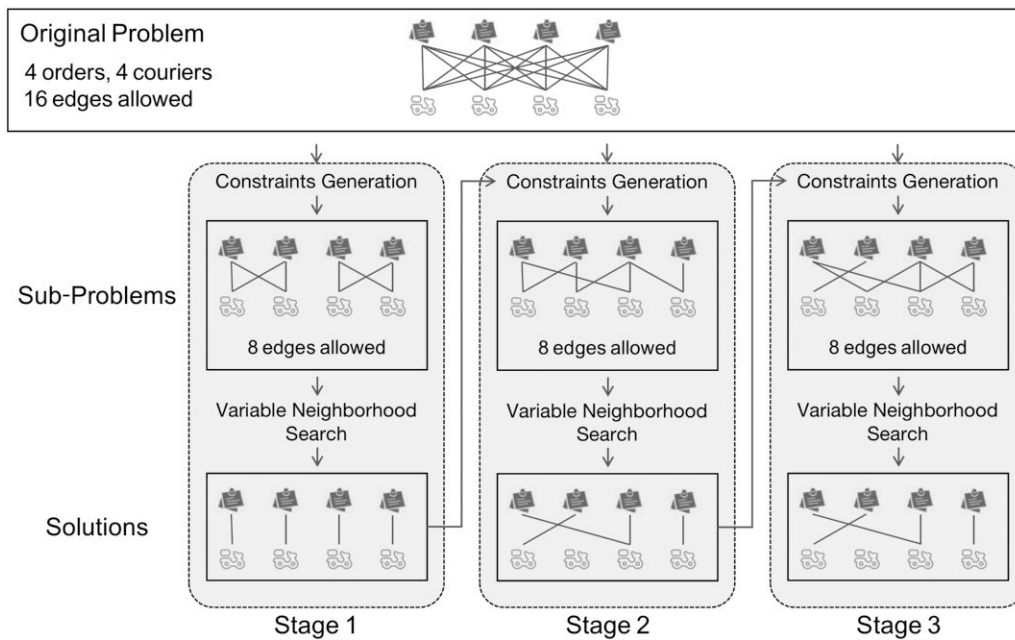 Original Problem
4 orders, 4 couriers
16 edges allowed
Constraints Generation
Constraints Generation
Constraints Generation
Sub-Problems
8 edges allowed
8 edges allowed
8 edges allowed
Variable Neighborhood
Search
Variable Neighborhood
Search
Variable Neighborhood
Search
Solutions
Stage 1
Stage 2
Stage 3